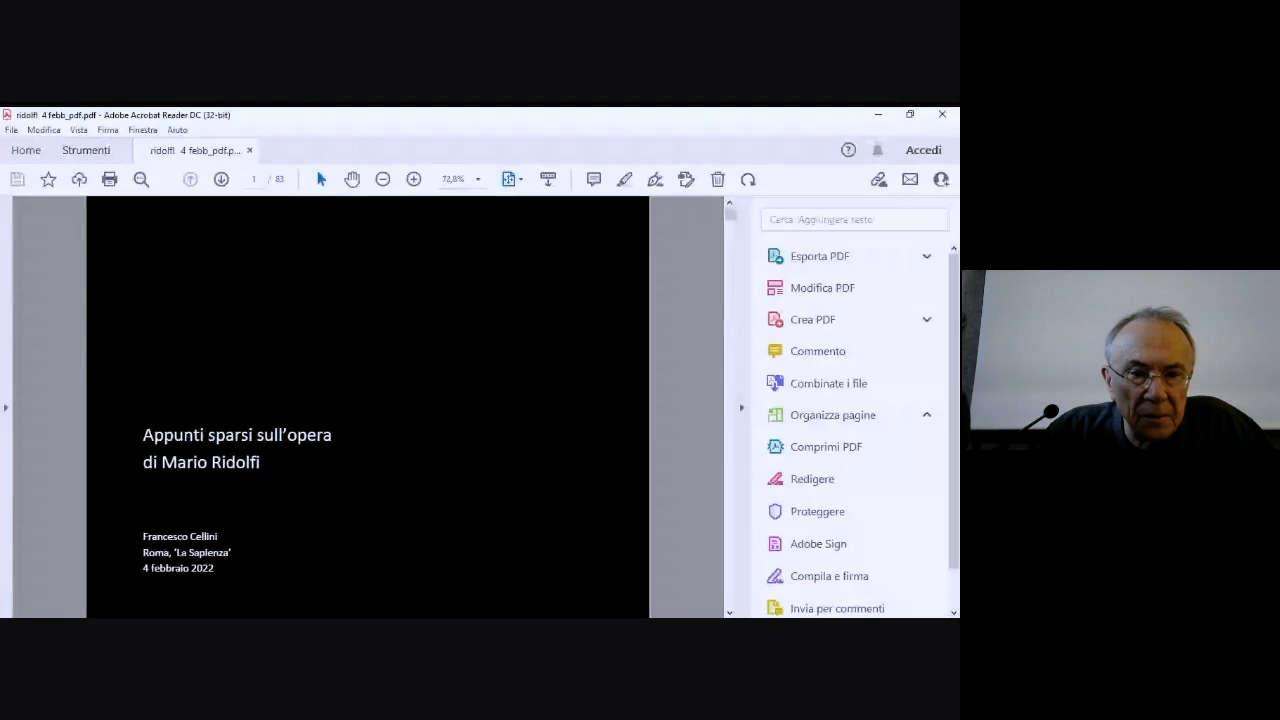 ridolfi 4 febb_pdf.pdf - Adobe Acrobat Reader DC (32-bit)
File Modifica Vista Firma Finestra Aiuto
Home Strumenti ridolfi 4 febb_pdf.p... Accedi
1 / 83 72,8%
Cerca 'Aggiungere testo'
Esporta PDF
Modifica PDF
Crea PDF
Commento
Combinate i file
Organizza pagine
Comprimi PDF
Redigere
Proteggere
Adobe Sign
Compila e firma
Invia per commenti
Appunti sparsi sull’opera
di Mario Ridolfi
Francesco Cellini
Roma, ‘La Sapienza’
4 febbraio 2022